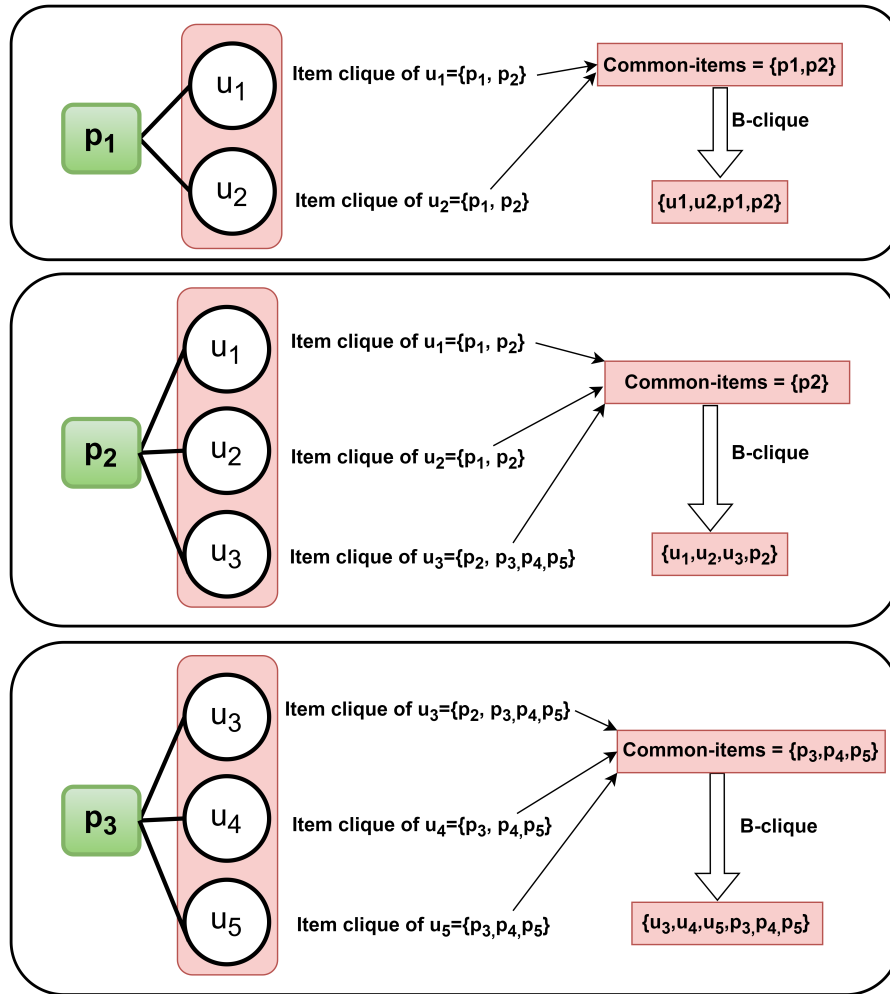 p₁
u₁
u₂
Item clique of u₁={p₁, p₂}
Item clique of u₂={p₁, p₂}
Common-items = {p1,p2}
B-clique
{u1,u2,p1,p2}
p₂
u₁
u₂
u₃
Item clique of u₁={p₁, p₂}
Item clique of u₂={p₁, p₂}
Item clique of u₃={p₂, p₃,p₄,p₅}
Common-items = {p2}
B-clique
{u₁,u₂,u₃,p₂}
p₃
u₃
u₄
u₅
Item clique of u₃={p₂, p₃,p₄,p₅}
Item clique of u₄={p₃, p₄,p₅}
Item clique of u₅={p₃,p₄,p₅}
Common-items = {p₃,p₄,p₅}
B-clique
{u₃,u₄,u₅,p₃,p₄,p₅}